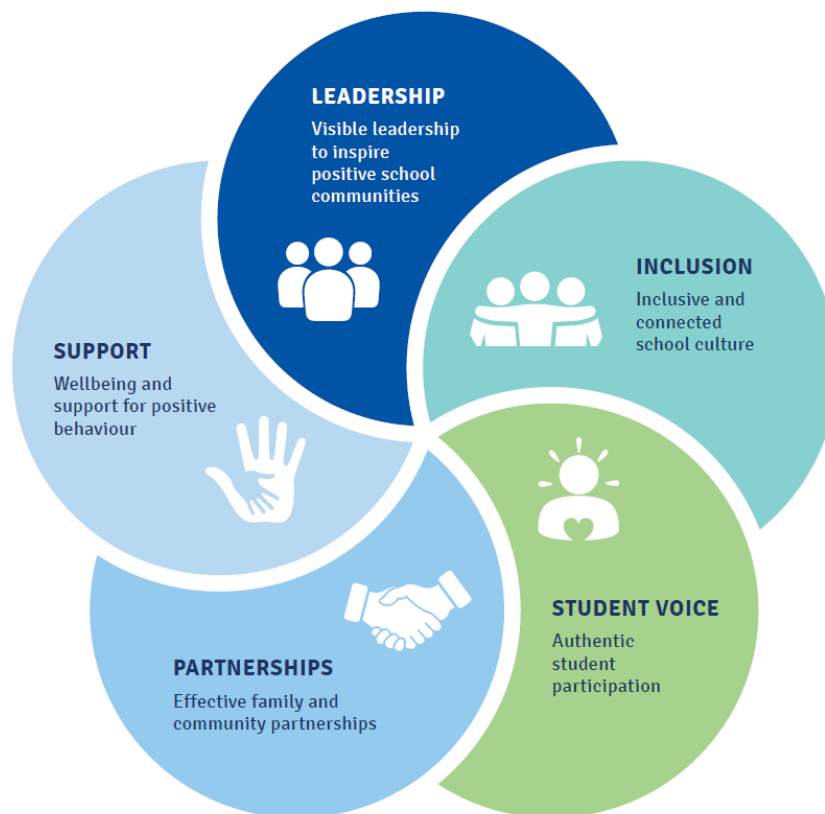 LEADERSHIP
Visible leadership
to inspire
positive school
communities
INCLUSION
Inclusive and
connected
school culture
STUDENT VOICE
Authentic
student
participation
PARTNERSHIPS
Effective family and
community partnerships
SUPPORT
Wellbeing and
support for positive
behaviour